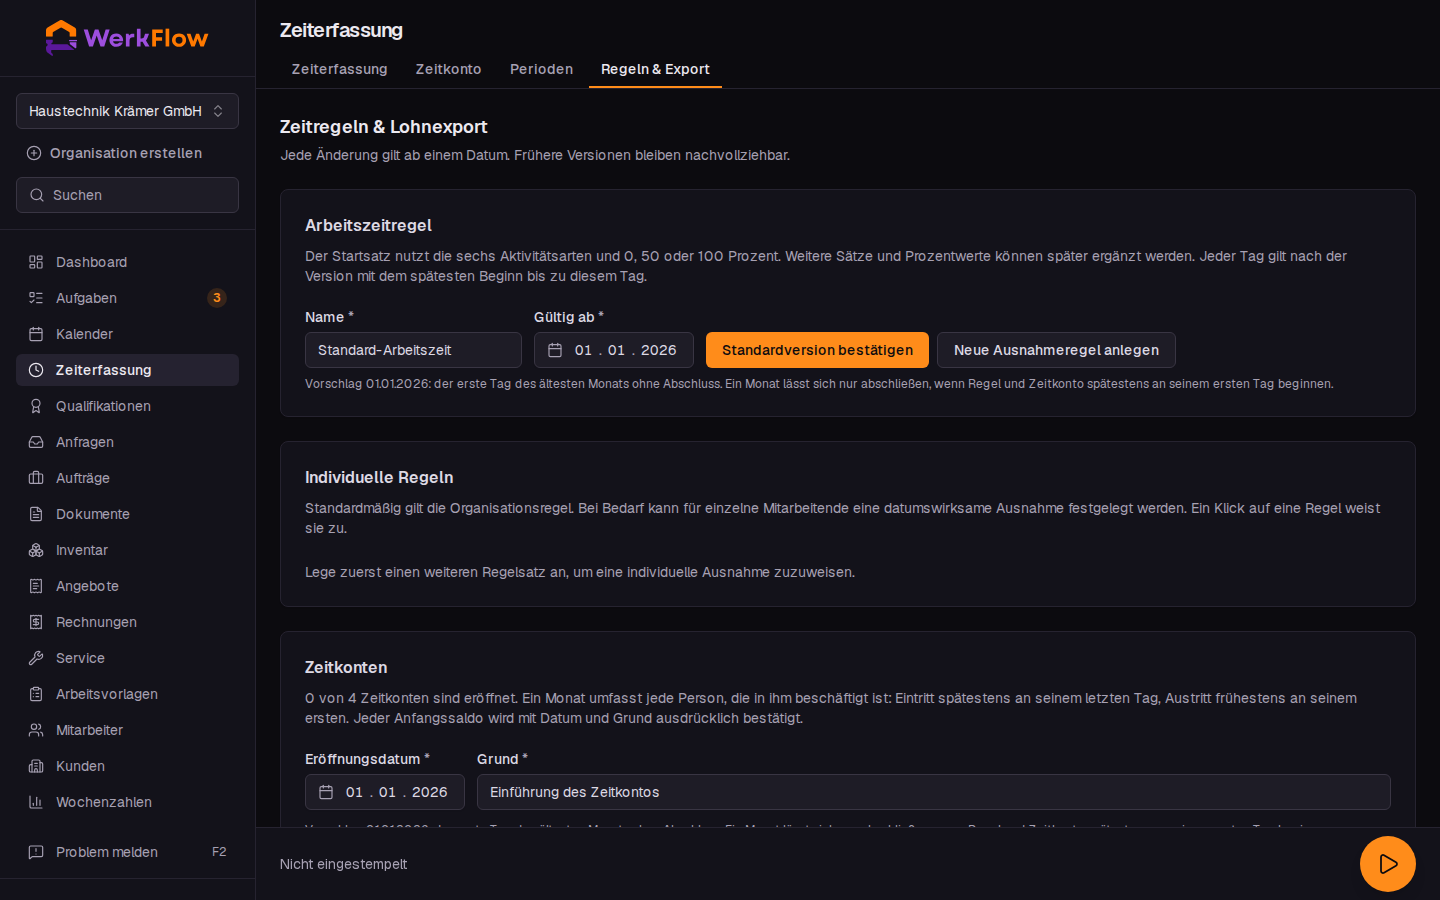 WerkFlow
Haustechnik Krämer GmbH
Organisation erstellen
Suchen
Dashboard
Aufgaben 3
Kalender
Zeiterfassung
Qualifikationen
Anfragen
Aufträge
Dokumente
Inventar
Angebote
Rechnungen
Service
Arbeitsvorlagen
Mitarbeiter
Kunden
Wochenzahlen
Problem melden F2
Zeiterfassung
Zeiterfassung Zeitkonto Perioden Regeln & Export
Zeitregeln & Lohnexport
Jede Änderung gilt ab einem Datum. Frühere Versionen bleiben nachvollziehbar.
Arbeitszeitregel
Der Startsatz nutzt die sechs Aktivitätsarten und 0, 50 oder 100 Prozent. Weitere Sätze und Prozentwerte können später ergänzt werden. Jeder Tag gilt nach der
Version mit dem spätesten Beginn bis zu diesem Tag.
Name * Gültig ab *
Standard-Arbeitszeit 01 . 01 . 2026 Standardversion bestätigen Neue Ausnahmeregel anlegen
Vorschlag 01.01.2026: der erste Tag des ältesten Monats ohne Abschluss. Ein Monat lässt sich nur abschließen, wenn Regel und Zeitkonto spätestens an seinem ersten Tag beginnen.
Individuelle Regeln
Standardmäßig gilt die Organisationsregel. Bei Bedarf kann für einzelne Mitarbeitende eine datumswirksame Ausnahme festgelegt werden. Ein Klick auf eine Regel weist
sie zu.
Lege zuerst einen weiteren Regelsatz an, um eine individuelle Ausnahme zuzuweisen.
Zeitkonten
0 von 4 Zeitkonten sind eröffnet. Ein Monat umfasst jede Person, die in ihm beschäftigt ist: Eintritt spätestens an seinem letzten Tag, Austritt frühestens an seinem
ersten. Jeder Anfangssaldo wird mit Datum und Grund ausdrücklich bestätigt.
Eröffnungsdatum * Grund *
01 . 01 . 2026 Einführung des Zeitkontos
Nicht eingestempelt